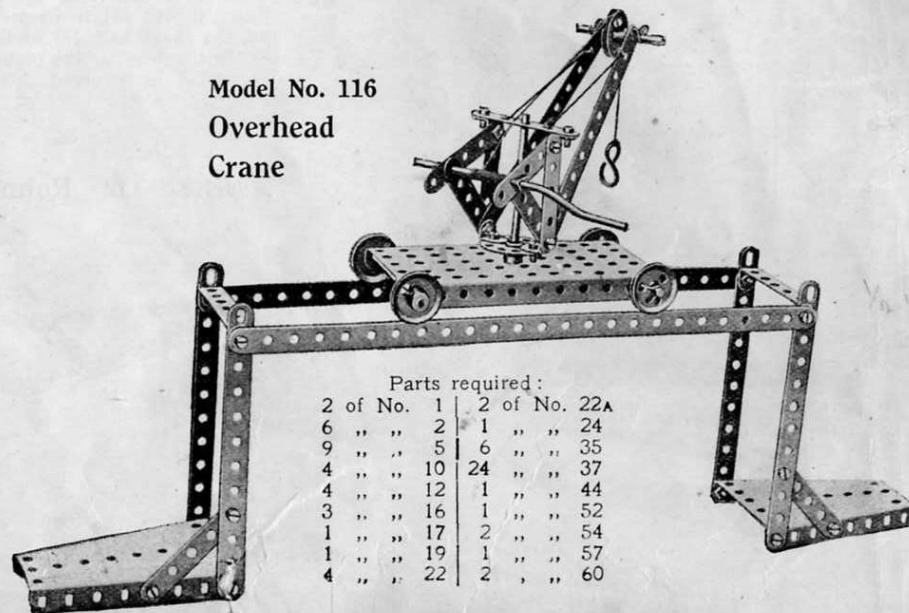 Model No. 116
Overhead
Crane
Parts required :
2 of No. 1 | 2 of No. 22A
6 ,, ,, 2 | 1 ,, ,, 24
9 ,, ,, 5 | 6 ,, ,, 35
4 ,, ,, 10 | 24 ,, ,, 37
4 ,, ,, 12 | 1 ,, ,, 44
3 ,, ,, 16 | 1 ,, ,, 52
1 ,, ,, 17 | 2 ,, ,, 54
1 ,, ,, 19 | 1 ,, ,, 57
4 ,, ,, 22 | 2 , ,, 60